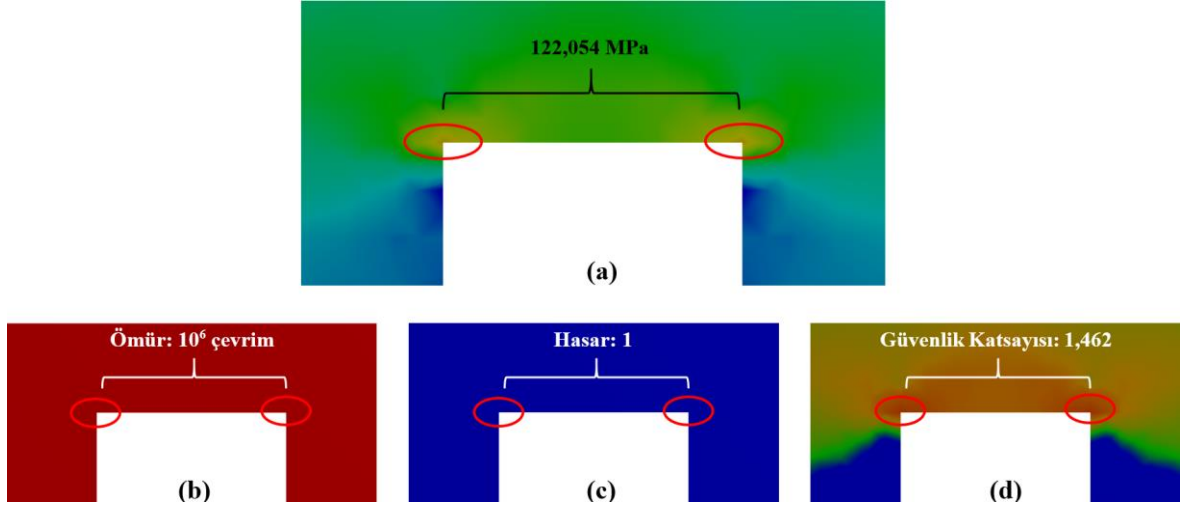 122,054 MPa
(a)
Ömür: 10⁶ çevrim
(b)
Hasar: 1
(c)
Güvenlik Katsayısı: 1,462
(d)